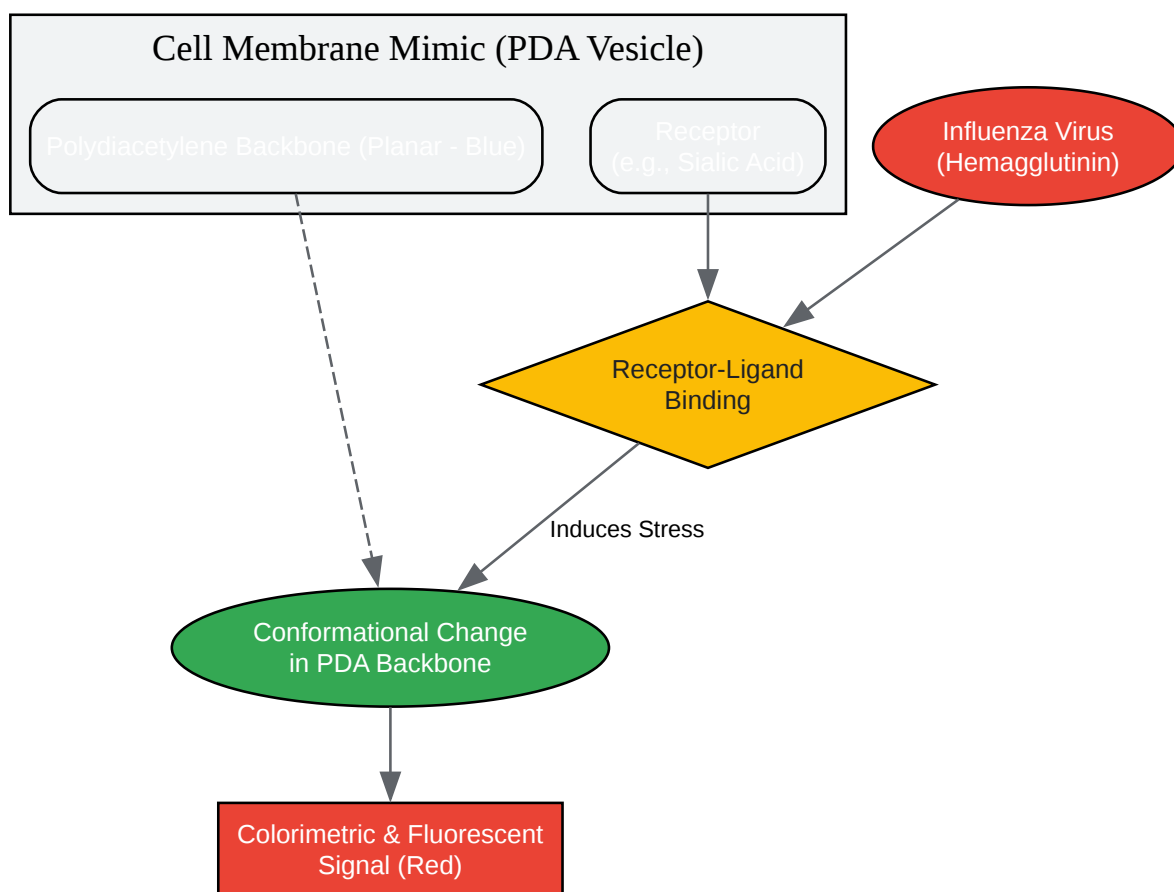 Cell Membrane Mimic (PDA Vesicle)
Polydiacetylene Backbone (Planar - Blue)
Receptor
(e.g., Sialic Acid)
Influenza Virus
(Hemagglutinin)
Receptor-Ligand
Binding
Induces Stress
Conformational Change
in PDA Backbone
Colorimetric & Fluorescent
Signal (Red)